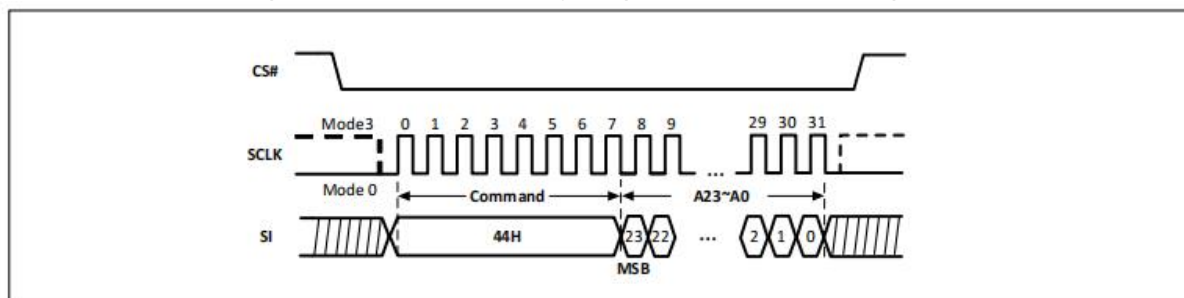 CS#
Mode3 0 1 2 3 4 5 6 7 8 9 29 30 31
SCLK
...
Mode 0 Command A23~A0
SI 44H 23 22 ... 2 1 0
MSB